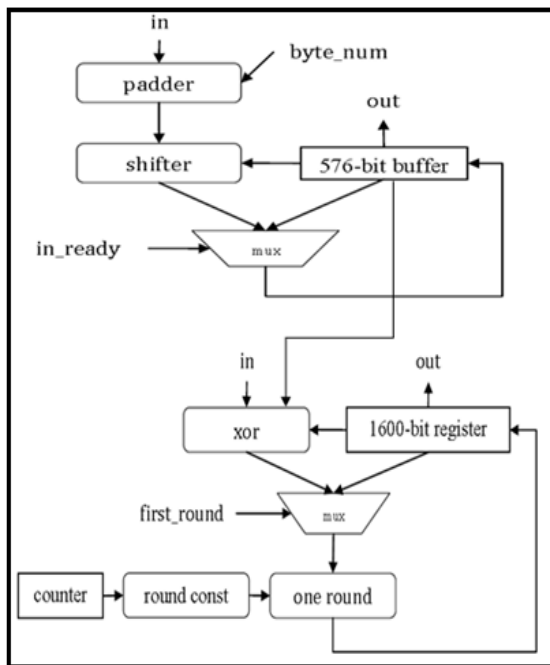 in
byte_num
padder
out
shifter
576-bit buffer
in_ready
mux
in
out
xor
1600-bit register
first_round
mux
counter
round const
one round